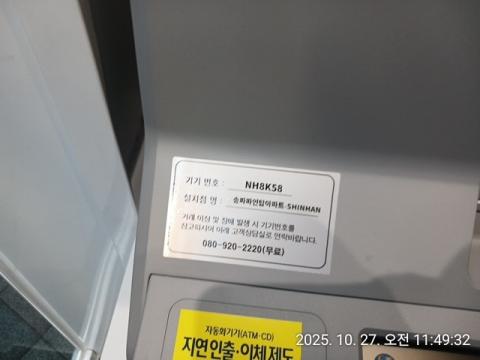 기기 번호 : NH8K58
설치점 명 : 송파파인탑아파트-SHINHAN
거래 이상 및 장애 발생 시 기기번호를
참고하시어 아래 고객상담실로 연락바랍니다.
080-920-2220(무료)
자동화기기(ATM·CD)
지연인출·이체제도
2025. 10. 27. 오전 11:49:32